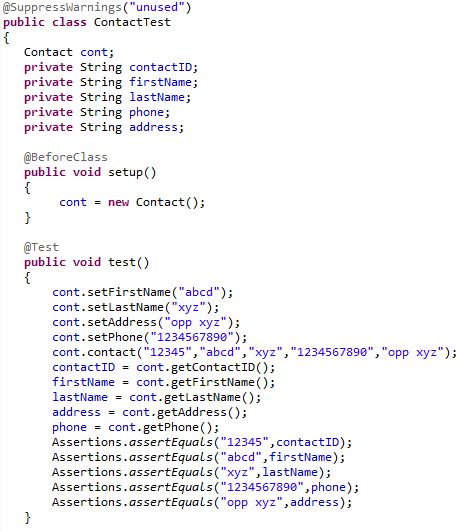 @SuppressWarnings("unused")
public class ContactTest
{
    Contact cont;
    private String contactID;
    private String firstName;
    private String lastName;
    private String phone;
    private String address;

    @BeforeClass
    public void setup()
    {
         cont = new Contact();
    }

    @Test
    public void test()
    {
        cont.setFirstName("abcd");
        cont.setLastName("xyz");
        cont.setAddress("opp xyz");
        cont.setPhone("1234567890");
        cont.contact("12345","abcd","xyz","1234567890","opp xyz");
        contactID = cont.getContactID();
        firstName = cont.getFirstName();
        lastName = cont.getLastName();
        address = cont.getAddress();
        phone = cont.getPhone();
        Assertions.assertEquals("12345",contactID);
        Assertions.assertEquals("abcd",firstName);
        Assertions.assertEquals("xyz",lastName);
        Assertions.assertEquals("1234567890",phone);
        Assertions.assertEquals("opp xyz",address);
    }